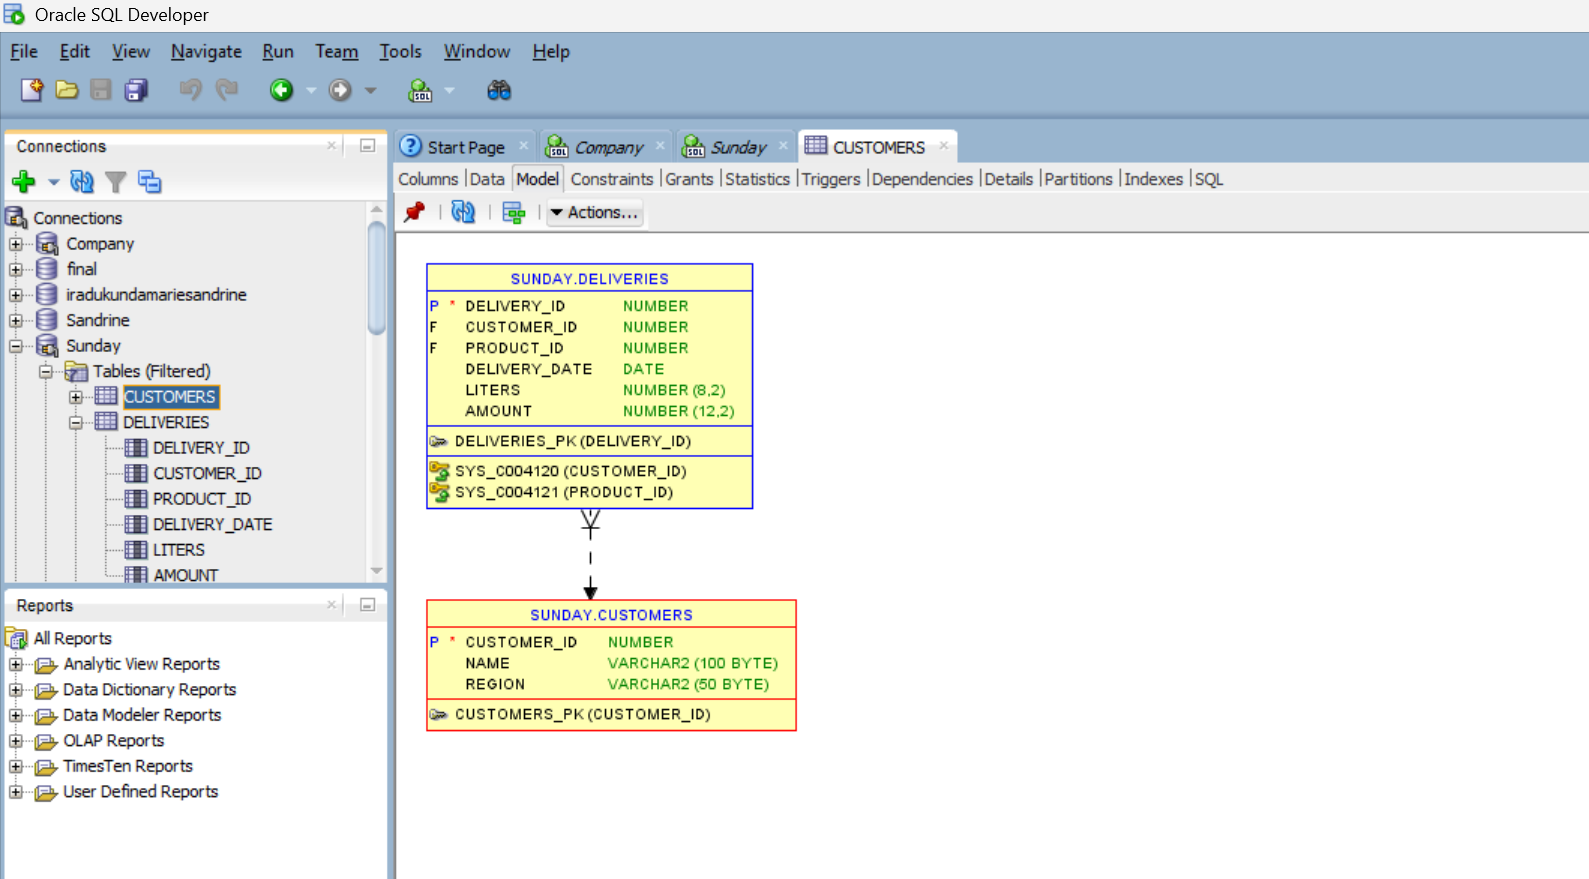 Oracle SQL Developer
File Edit View Navigate Run Team Tools Window Help
Connections
Connections
Company
final
iradukundamariesandrine
Sandrine
Sunday
Tables (Filtered)
CUSTOMERS
DELIVERIES
DELIVERY_ID
CUSTOMER_ID
PRODUCT_ID
DELIVERY_DATE
LITERS
AMOUNT
Reports
All Reports
Analytic View Reports
Data Dictionary Reports
Data Modeler Reports
OLAP Reports
TimesTen Reports
User Defined Reports
Start Page Company Sunday CUSTOMERS
Columns | Data | Model | Constraints | Grants | Statistics | Triggers | Dependencies | Details | Partitions | Indexes | SQL
Actions...
SUNDAY.DELIVERIES
P * DELIVERY_ID NUMBER
F CUSTOMER_ID NUMBER
F PRODUCT_ID NUMBER
DELIVERY_DATE DATE
LITERS NUMBER (8,2)
AMOUNT NUMBER (12,2)
DELIVERIES_PK (DELIVERY_ID)
SYS_C004120 (CUSTOMER_ID)
SYS_C004121 (PRODUCT_ID)
SUNDAY.CUSTOMERS
P * CUSTOMER_ID NUMBER
NAME VARCHAR2 (100 BYTE)
REGION VARCHAR2 (50 BYTE)
CUSTOMERS_PK (CUSTOMER_ID)